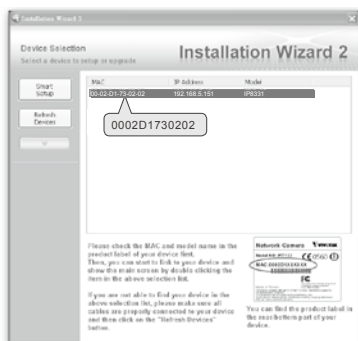 Installation Wizard 2
Device Selection
Select a device to setup or upgrade
Installation Wizard 2
Smart
Setup
Refresh
Devices
MAC IP Address Model
00-02-D1-73-02-02 192.168.5.151 IP8331
0002D1730202
Please check the MAC and model name in the
product label of your device first.
Then, you can start to link to your device and
show the main screen by double clicking the
item in the above selection list.
If you are not able to find your device in the
above selection list, please make sure all
cables are properly connected to your device
and then click on the "Refresh Devices"
button.
Network Camera VIVOTEK
0560
FC
You can find the product label in
the rear bottom part of your
device.